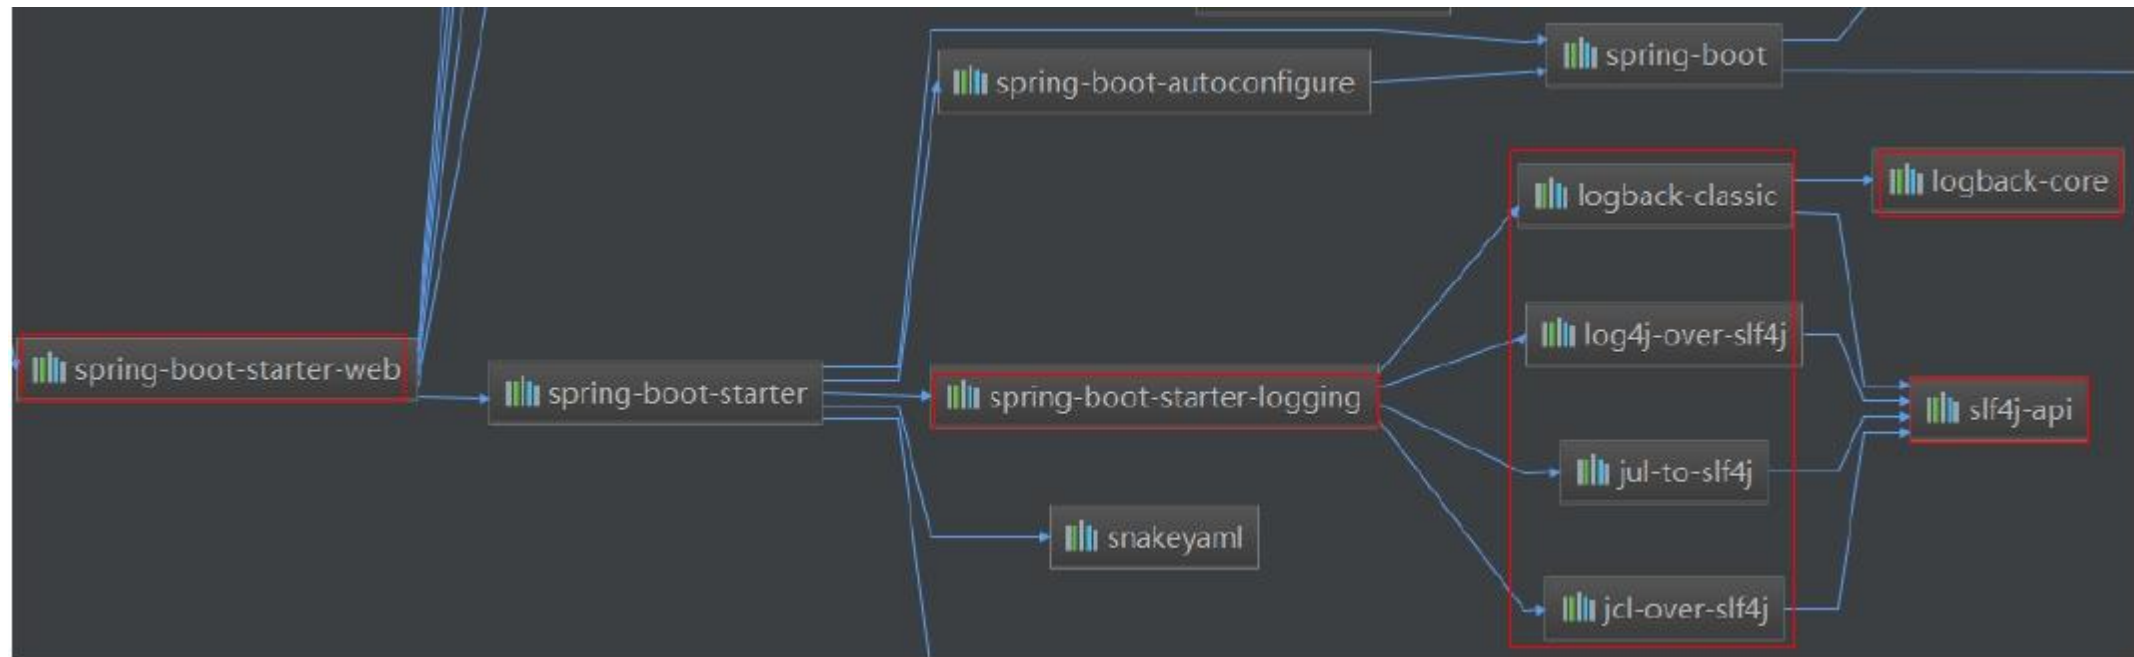 spring-boot
spring-boot-autoconfigure
logback-classic
logback-core
log4j-over-slf4j
spring-boot-starter-web
spring-boot-starter
spring-boot-starter-logging
slf4j-api
jul-to-slf4j
snakeyaml
jcl-over-slf4j